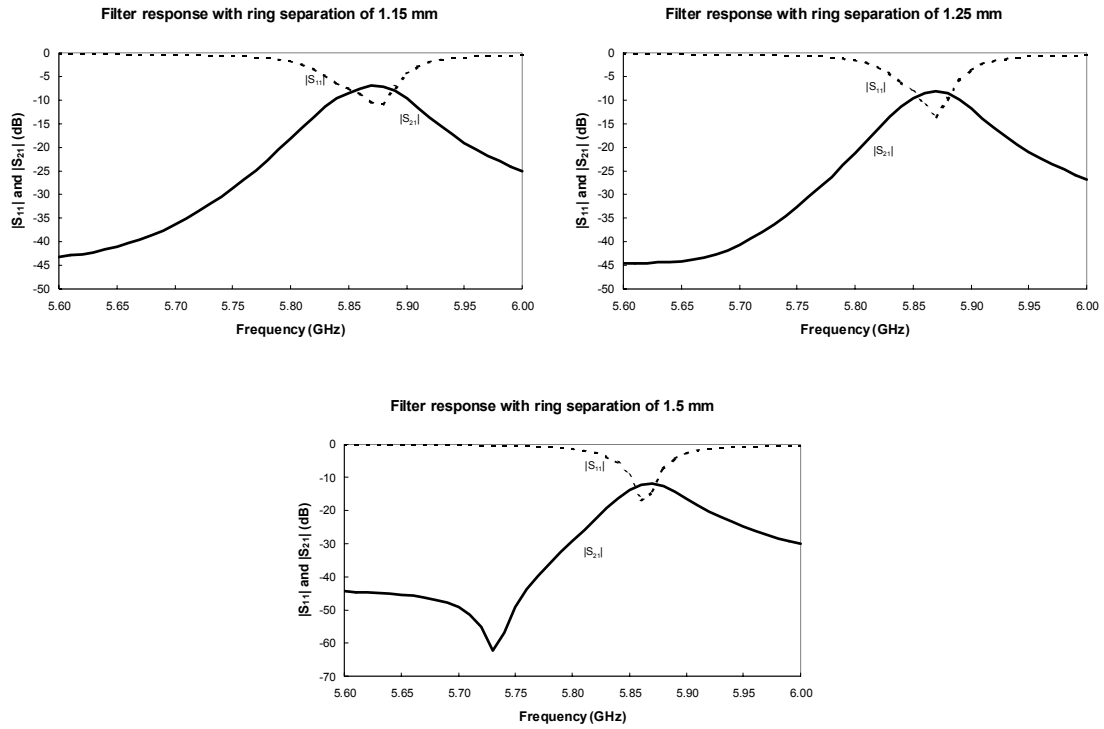 Filter response with ring separation of 1.15 mm
0
-5
-10
-15
-20
-25
-30
-35
-40
-45
-50
|S₁₁| and |S₂₁| (dB)
|S₁₁|
|S₂₁|
5.60 5.65 5.70 5.75 5.80 5.85 5.90 5.95 6.00
Frequency (GHz)
Filter response with ring separation of 1.25 mm
0
-5
-10
-15
-20
-25
-30
-35
-40
-45
-50
|S₁₁| and |S₂₁| (dB)
|S₁₁|
|S₂₁|
5.60 5.65 5.70 5.75 5.80 5.85 5.90 5.95 6.00
Frequency (GHz)
Filter response with ring separation of 1.5 mm
0
-10
-20
-30
-40
-50
-60
-70
|S₁₁| and |S₂₁| (dB)
|S₁₁|
|S₂₁|
5.60 5.65 5.70 5.75 5.80 5.85 5.90 5.95 6.00
Frequency (GHz)